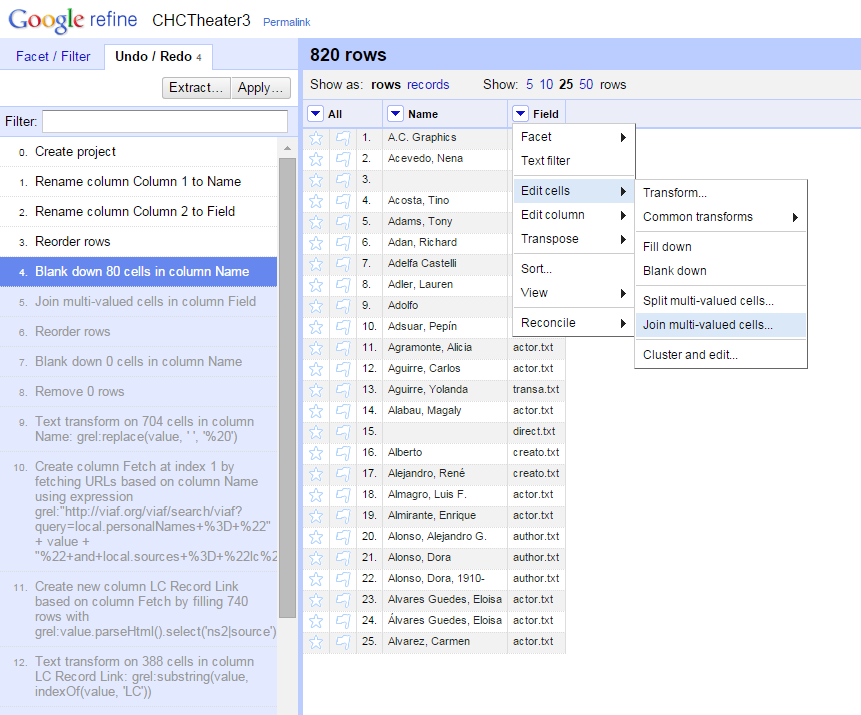 Google refine CHCTheater3 Permalink
Facet / Filter Undo / Redo 4
Extract... Apply...
Filter:
0. Create project
1. Rename column Column 1 to Name
2. Rename column Column 2 to Field
3. Reorder rows
4. Blank down 80 cells in column Name
5. Join multi-valued cells in column Field
6. Reorder rows
7. Blank down 0 cells in column Name
8. Remove 0 rows
9. Text transform on 704 cells in column
Name: grel:replace(value, ' ', '%20')
10. Create column Fetch at index 1 by
fetching URLs based on column Name
using expression
grel:"http://viaf.org/viaf/search/viaf?
query=local.personalNames+%3D+%22"
+ value +
"%22+and+local.sources+%3D+%22lc%2
11. Create new column LC Record Link
based on column Fetch by filling 740
rows with
grel:value.parseHtml().select('ns2|source')
12. Text transform on 388 cells in column
LC Record Link: grel:substring(value,
indexOf(value, 'LC'))
820 rows
Show as: rows records Show: 5 10 25 50 rows
All Name Field
1. A.C. Graphics
2. Acevedo, Nena
3.
4. Acosta, Tino
5. Adams, Tony
6. Adan, Richard
7. Adelfa Castelli
8. Adler, Lauren
9. Adolfo
10. Adsuar, Pepín
11. Agramonte, Alicia actor.txt
12. Aguirre, Carlos actor.txt
13. Aguirre, Yolanda transa.txt
14. Alabau, Magaly actor.txt
15. direct.txt
16. Alberto creato.txt
17. Alejandro, René creato.txt
18. Almagro, Luis F. actor.txt
19. Almirante, Enrique actor.txt
20. Alonso, Alejandro G. author.txt
21. Alonso, Dora author.txt
22. Alonso, Dora, 1910- author.txt
23. Alvares Guedes, Eloisa actor.txt
24. Álvares Guedes, Eloisa actor.txt
25. Alvarez, Carmen actor.txt
Facet
Text filter
Edit cells
Edit column
Transpose
Sort...
View
Reconcile
Transform...
Common transforms
Fill down
Blank down
Split multi-valued cells...
Join multi-valued cells...
Cluster and edit...